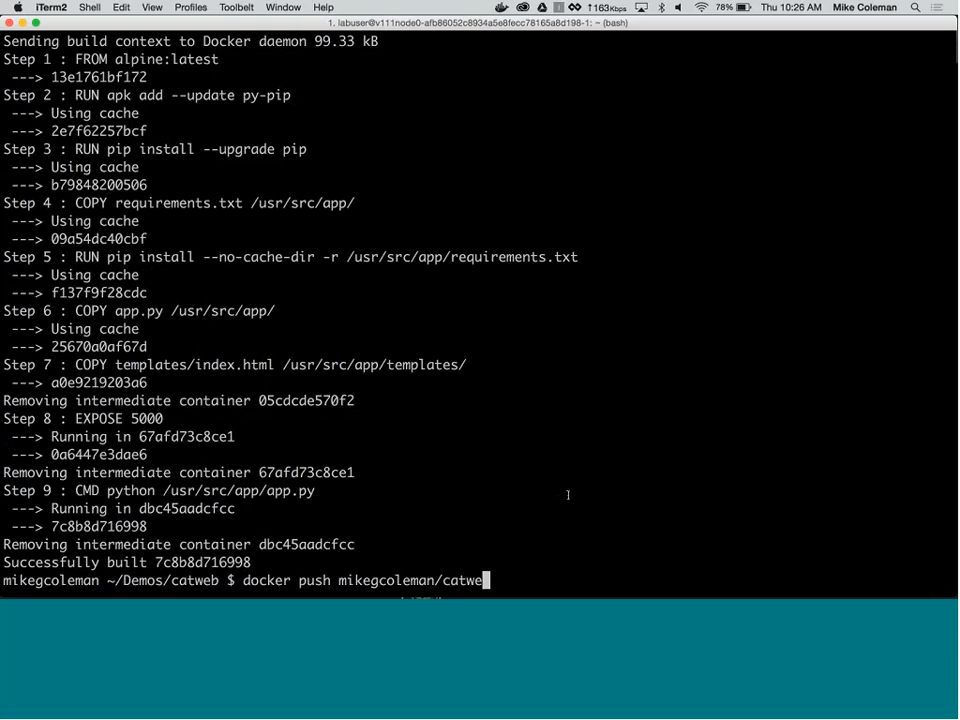 iTerm2 Shell Edit View Profiles Toolbelt Window Help ↑163Kbps 78% Thu 10:26 AM Mike Coleman
1. labuser@v111node0-afb86052c8934a5e8fecc78165a8d198-1: ~ (bash)
Sending build context to Docker daemon 99.33 kB
Step 1 : FROM alpine:latest
---> 13e1761bf172
Step 2 : RUN apk add --update py-pip
---> Using cache
---> 2e7f62257bcf
Step 3 : RUN pip install --upgrade pip
---> Using cache
---> b79848200506
Step 4 : COPY requirements.txt /usr/src/app/
---> Using cache
---> 09a54dc40cbf
Step 5 : RUN pip install --no-cache-dir -r /usr/src/app/requirements.txt
---> Using cache
---> f137f9f28cdc
Step 6 : COPY app.py /usr/src/app/
---> Using cache
---> 25670a0af67d
Step 7 : COPY templates/index.html /usr/src/app/templates/
---> a0e9219203a6
Removing intermediate container 05cdcde570f2
Step 8 : EXPOSE 5000
---> Running in 67afd73c8ce1
---> 0a6447e3dae6
Removing intermediate container 67afd73c8ce1
Step 9 : CMD python /usr/src/app/app.py
---> Running in dbc45aadcfcc
---> 7c8b8d716998
Removing intermediate container dbc45aadcfcc
Successfully built 7c8b8d716998
mikegcoleman ~/Demos/catweb $ docker push mikegcoleman/catwe